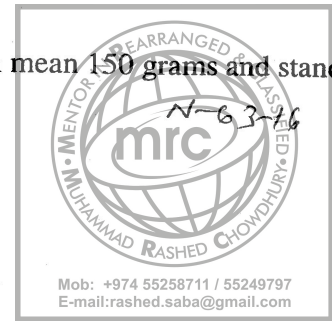 mean 150 grams and stand
N-63-16
MENTOR • REARRANGED & CLASSIFIED • MUHAMMAD RASHED CHOWDHURY
mrc
Mob: +974 55258711 / 55249797
E-mail:rashed.saba@gmail.com